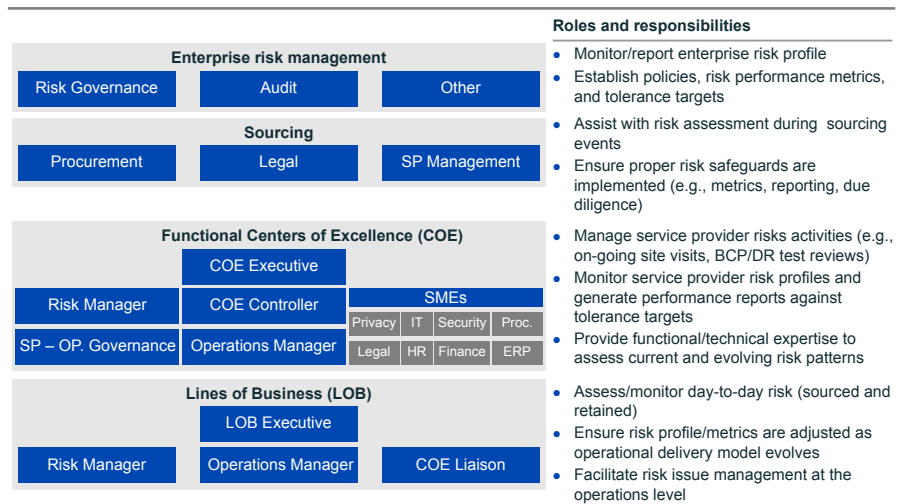 Roles and responsibilities
Enterprise risk management
Risk Governance
Audit
Other
● Monitor/report enterprise risk profile
● Establish policies, risk performance metrics,
and tolerance targets
Sourcing
Procurement
Legal
SP Management
● Assist with risk assessment during sourcing
events
● Ensure proper risk safeguards are
implemented (e.g., metrics, reporting, due
diligence)
Functional Centers of Excellence (COE)
COE Executive
Risk Manager
COE Controller
SMEs
Privacy
IT
Security
Proc.
SP – OP. Governance
Operations Manager
Legal
HR
Finance
ERP
● Manage service provider risks activities (e.g.,
on-going site visits, BCP/DR test reviews)
● Monitor service provider risk profiles and
generate performance reports against
tolerance targets
● Provide functional/technical expertise to
assess current and evolving risk patterns
Lines of Business (LOB)
LOB Executive
Risk Manager
Operations Manager
COE Liaison
● Assess/monitor day-to-day risk (sourced and
retained)
● Ensure risk profile/metrics are adjusted as
operational delivery model evolves
● Facilitate risk issue management at the
operations level